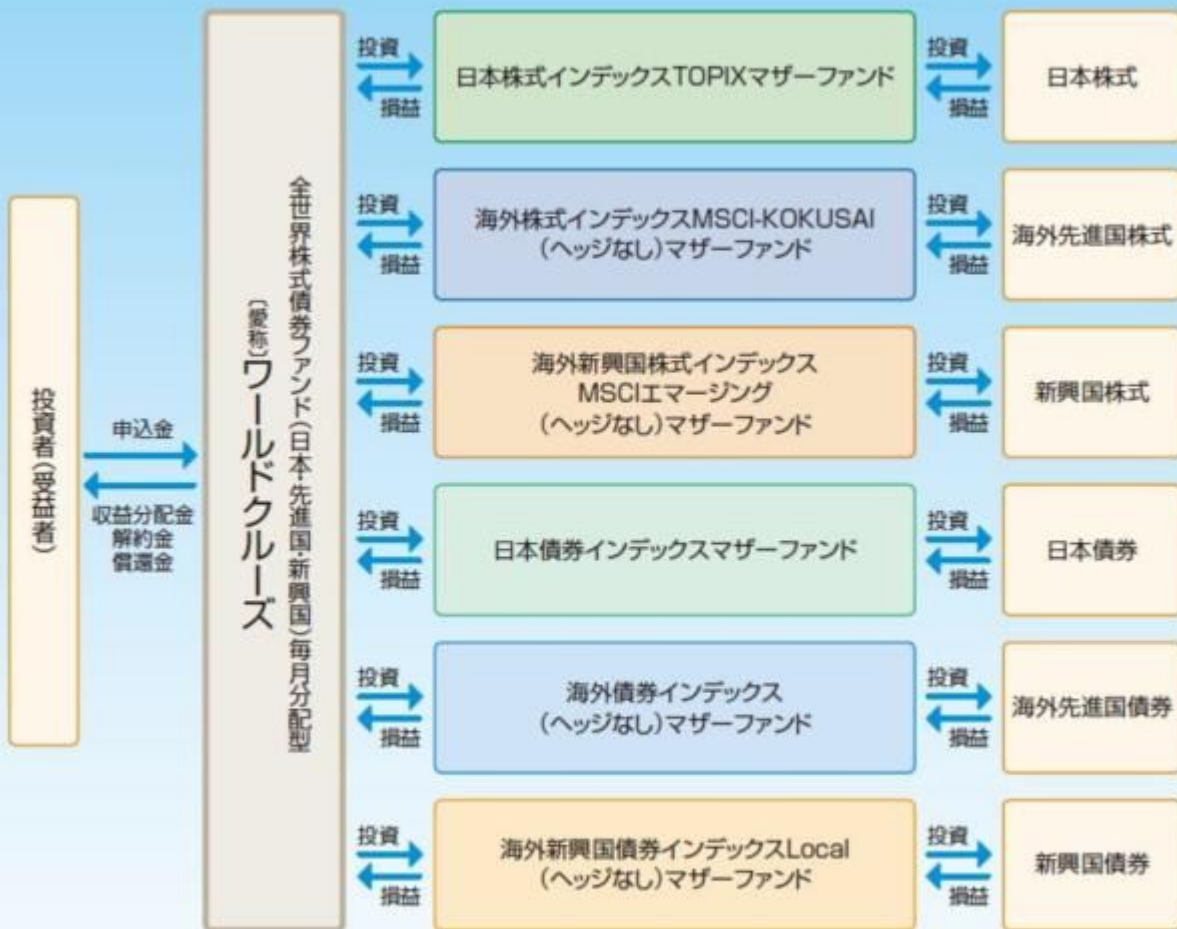 投資者(受益者)
申込金
収益分配金
解約金
償還金
全世界株式債券ファンド(日本・先進国・新興国)毎月分配型
〔愛称〕ワールドクルーズ
投資
損益
日本株式インデックスTOPIXマザーファンド
投資
損益
日本株式
投資
損益
海外株式インデックスMSCI-KOKUSAI
(ヘッジなし)マザーファンド
投資
損益
海外先進国株式
投資
損益
海外新興国株式インデックス
MSCIエマージング
(ヘッジなし)マザーファンド
投資
損益
新興国株式
投資
損益
日本債券インデックスマザーファンド
投資
損益
日本債券
投資
損益
海外債券インデックス
(ヘッジなし)マザーファンド
投資
損益
海外先進国債券
投資
損益
海外新興国債券インデックスLocal
(ヘッジなし)マザーファンド
投資
損益
新興国債券